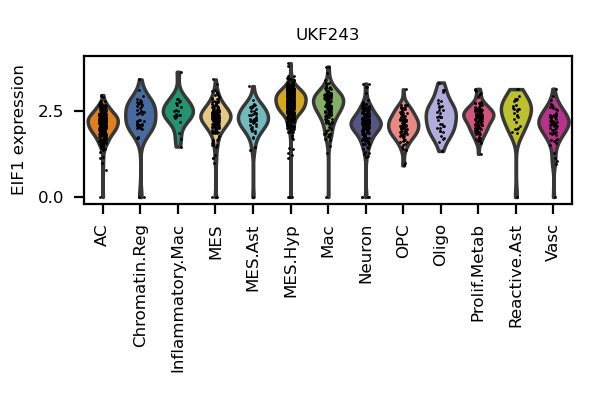 UKF243
EIF1 expression
2.5
0.0
AC
Chromatin.Reg
Inflammatory.Mac
MES
MES.Ast
MES.Hyp
Mac
Neuron
OPC
Oligo
Prolif.Metab
Reactive.Ast
Vasc